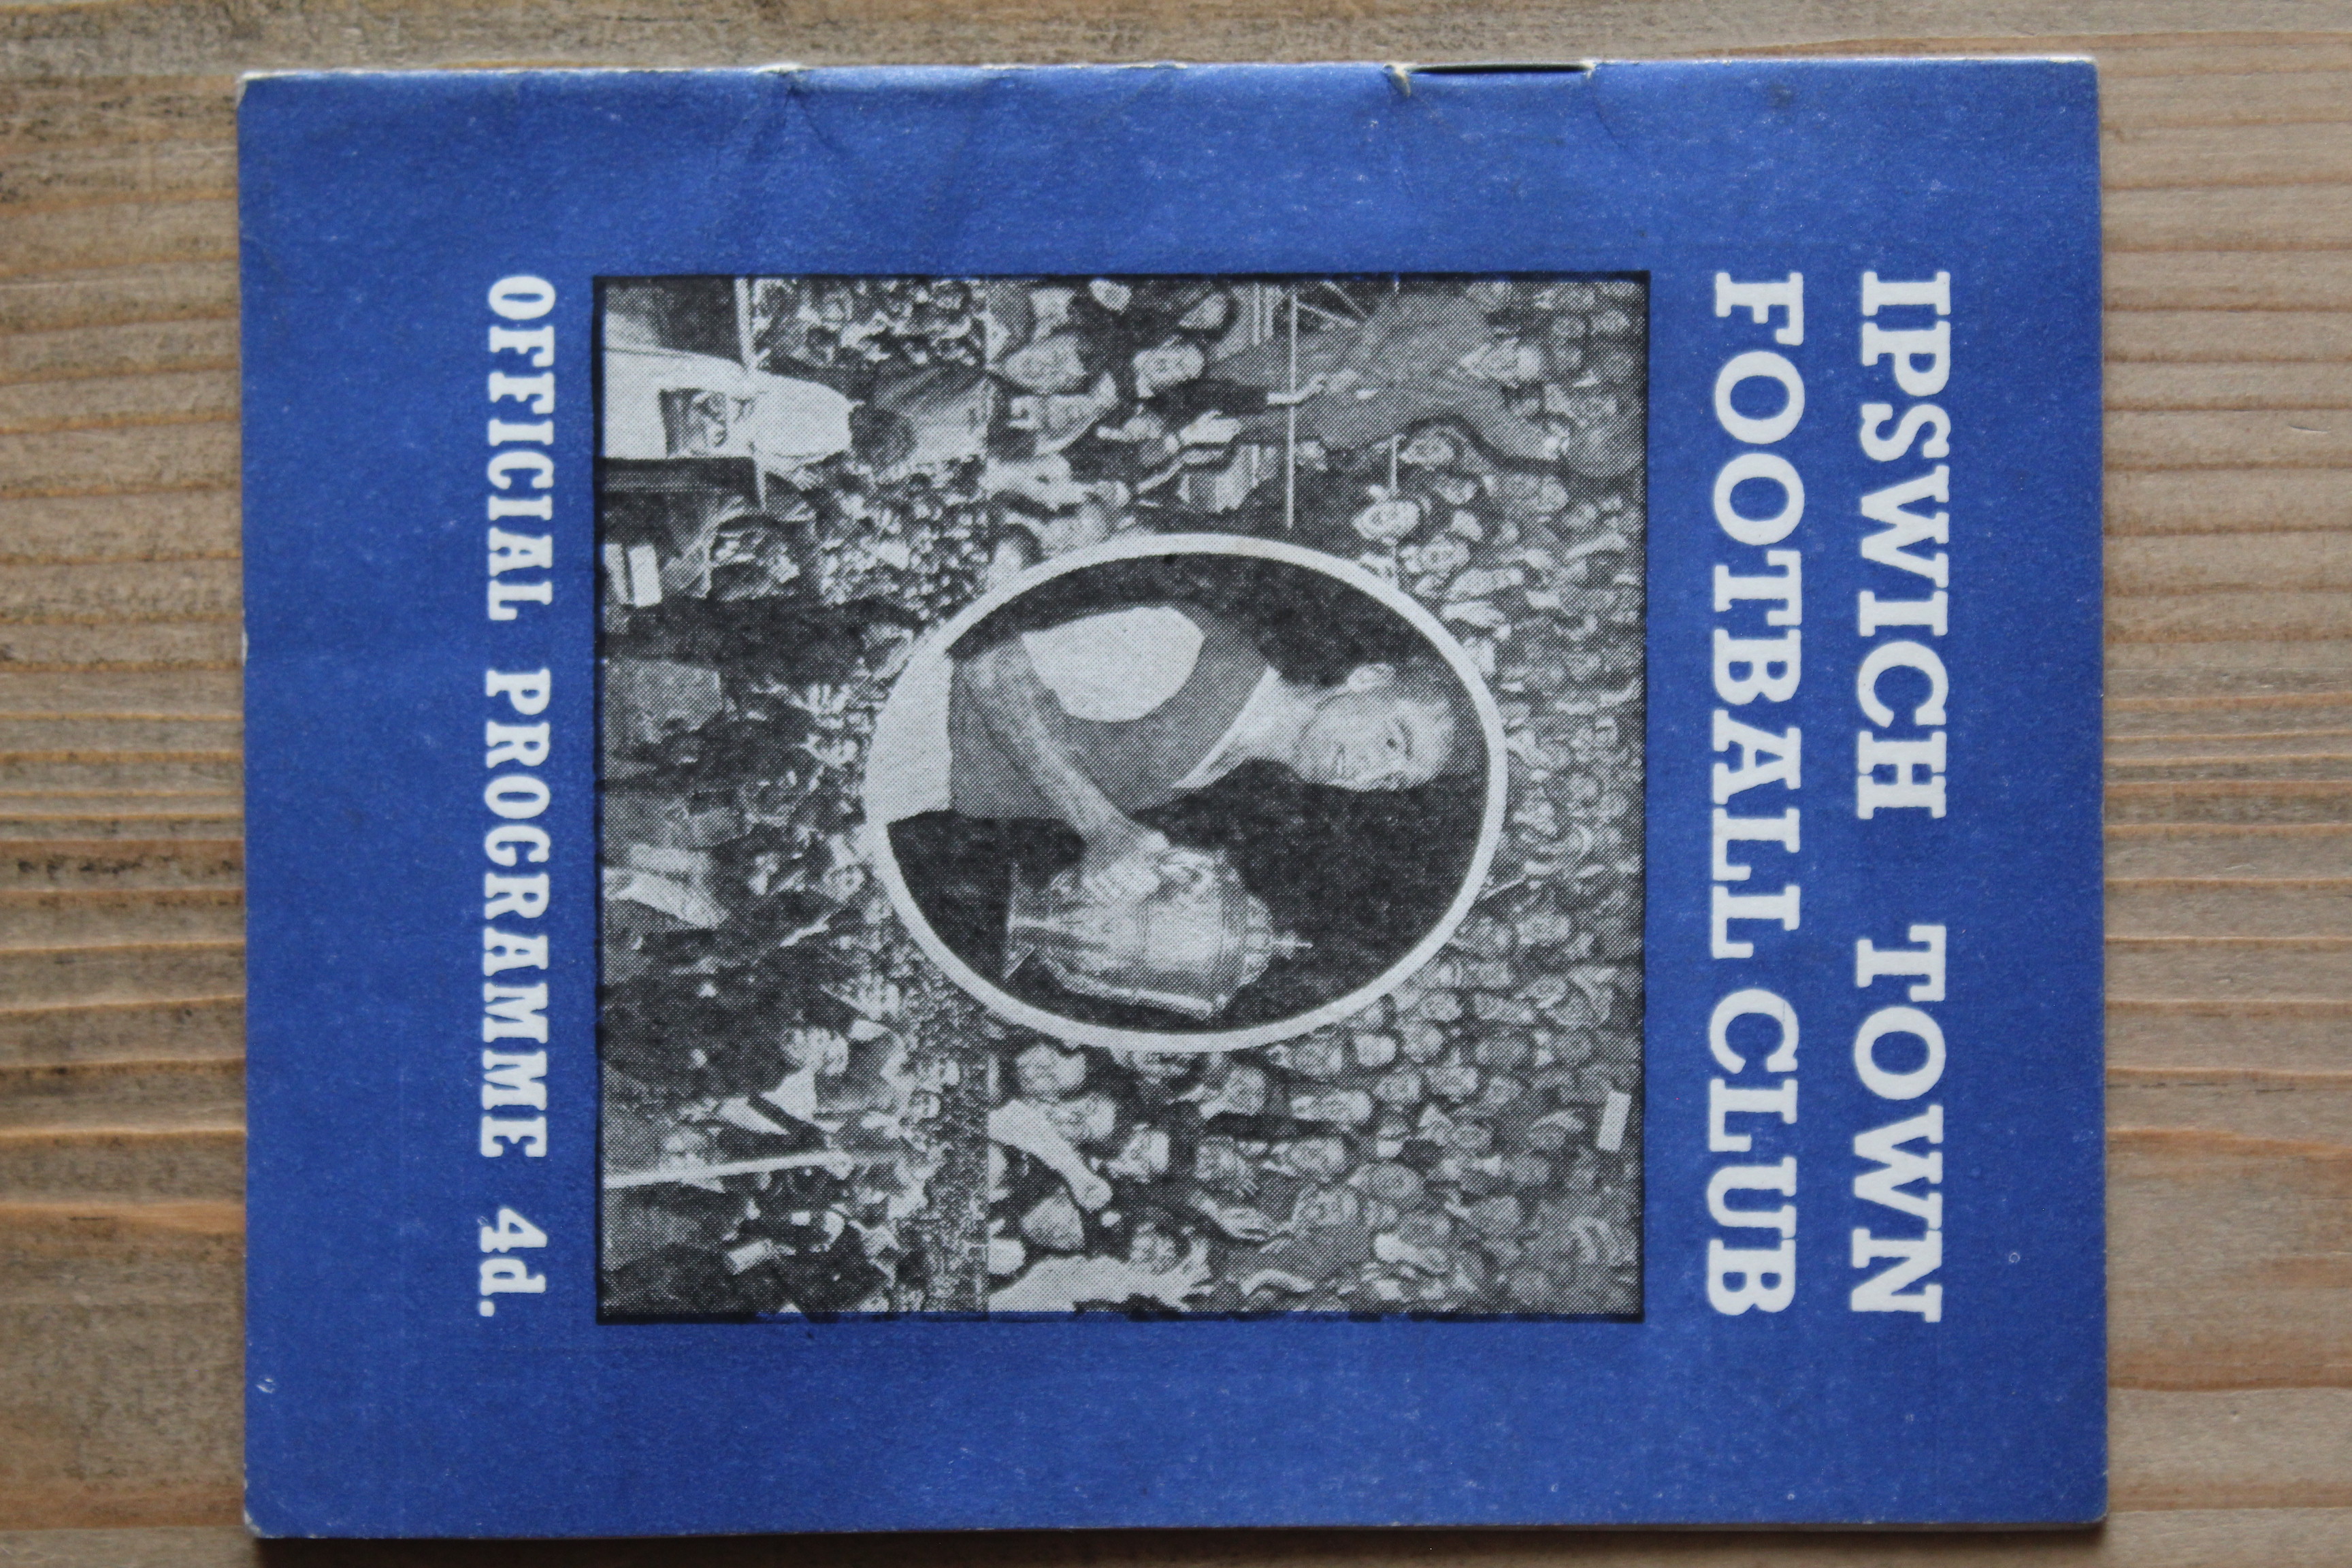 IPSWICH TOWN
FOOTBALL CLUB
OFFICIAL PROGRAMME 4d.